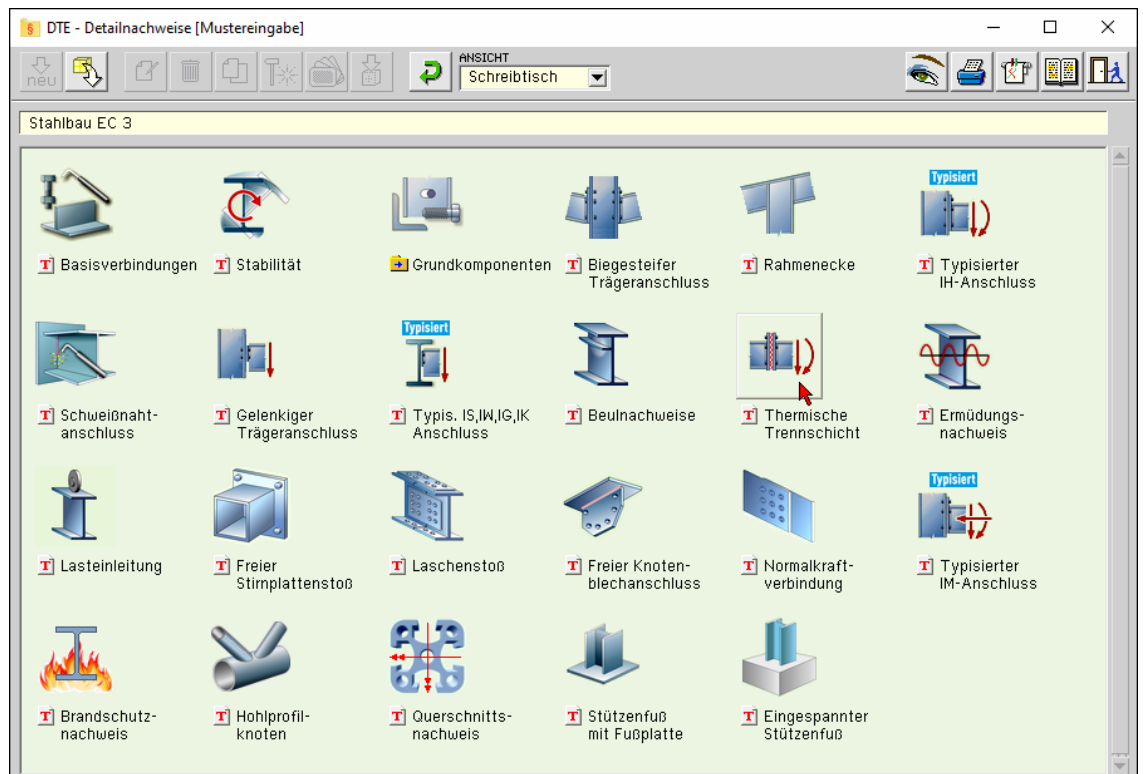 § DTE - Detailnachweise [Mustereingabe]
neu
ANSICHT
Schreibtisch
Stahlbau EC 3
T Basisverbindungen
T Stabilität
Grundkomponenten
T Biegesteifer
Trägeranschluss
T Rahmenecke
Typisiert
T Typisierter
IH-Anschluss
T Schweißnaht-
anschluss
T Gelenkiger
Trägeranschluss
Typisiert
T Typis. IS,IW,IG,IK
Anschluss
T Beulnachweise
T Thermische
Trennschicht
T Ermüdungs-
nachweis
T Lasteinleitung
T Freier
Stirnplattenstoß
T Laschenstoß
T Freier Knoten-
blechanschluss
T Normalkraft-
verbindung
Typisiert
T Typisierter
IM-Anschluss
T Brandschutz-
nachweis
T Hohlprofil-
knoten
T Querschnitts-
nachweis
T Stützenfuß
mit Fußplatte
T Eingespannter
Stützenfuß